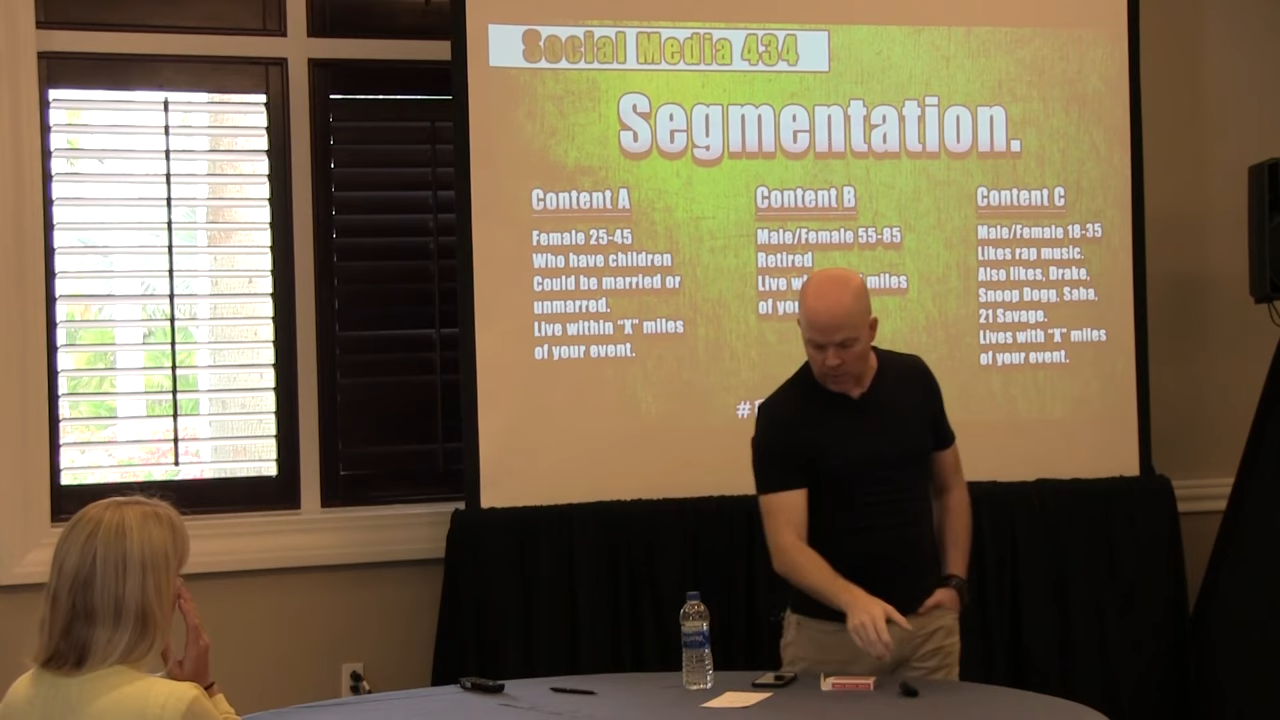 Social Media 434
Segmentation.
Content A
Female 25-45
Who have children
Could be married or
unmarred.
Live within "X" miles
of your event.
Content B
Male/Female 55-85
Retired
Live miles
of
Content C
Male/Female 18-35
Likes rap music.
Also likes, Drake,
Snoop Dogg, Saba,
21 Savage.
Lives with "X" miles
of your event.
#